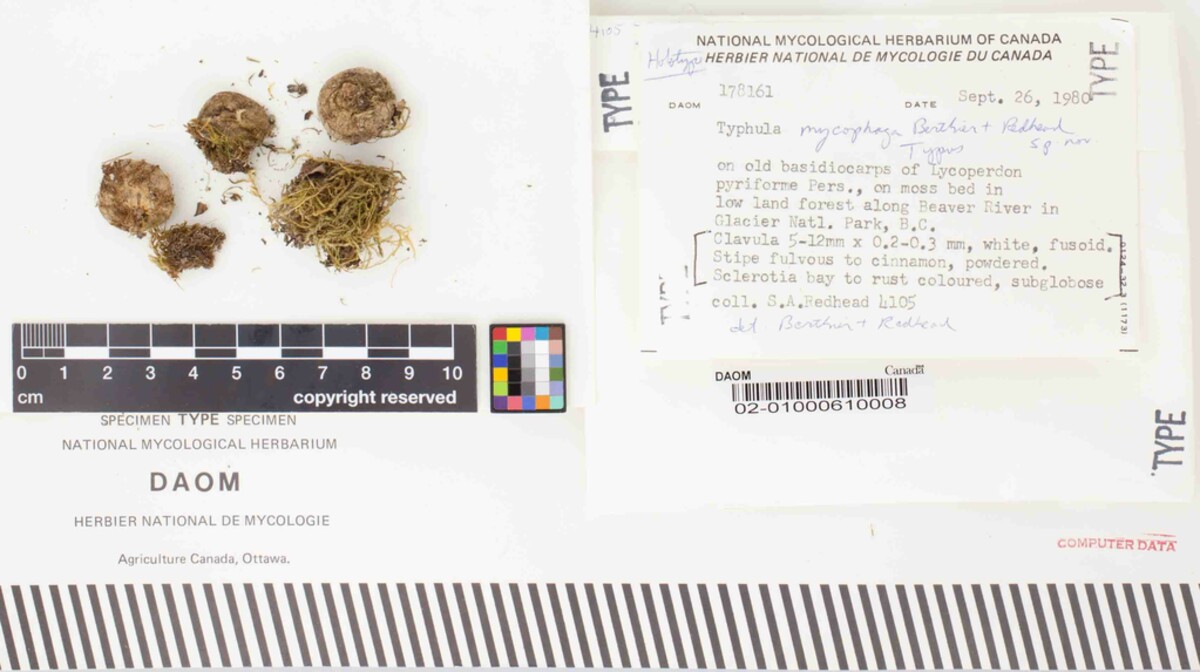 0 1 2 3 4 5 6 7 8 9 10
cm copyright reserved
SPECIMEN TYPE SPECIMEN
NATIONAL MYCOLOGICAL HERBARIUM
DAOM
HERBIER NATIONAL DE MYCOLOGIE
Agriculture Canada, Ottawa.
4105
Holotype
TYPE
TYPE
NATIONAL MYCOLOGICAL HERBARIUM OF CANADA
HERBIER NATIONAL DE MYCOLOGIE DU CANADA
DAOM 178161 DATE Sept. 26, 1980
Typhula mycophaga Berthier + Redhead
Typus sp nov.
on old basidiocarps of Lycoperdon
pyriforme Pers., on moss bed in
low land forest along Beaver River in
Glacier Natl. Park, B.C.
Clavula 5-12mm x 0.2-0.3 mm, white, fusoid.
Stipe fulvous to cinnamon, powdered.
Sclerotia bay to rust coloured, subglobose
coll. S.A.Redhead 4105
det Berthier + Redhead
DAOM Canada
02-01000610008
TYPE
COMPUTER DATA